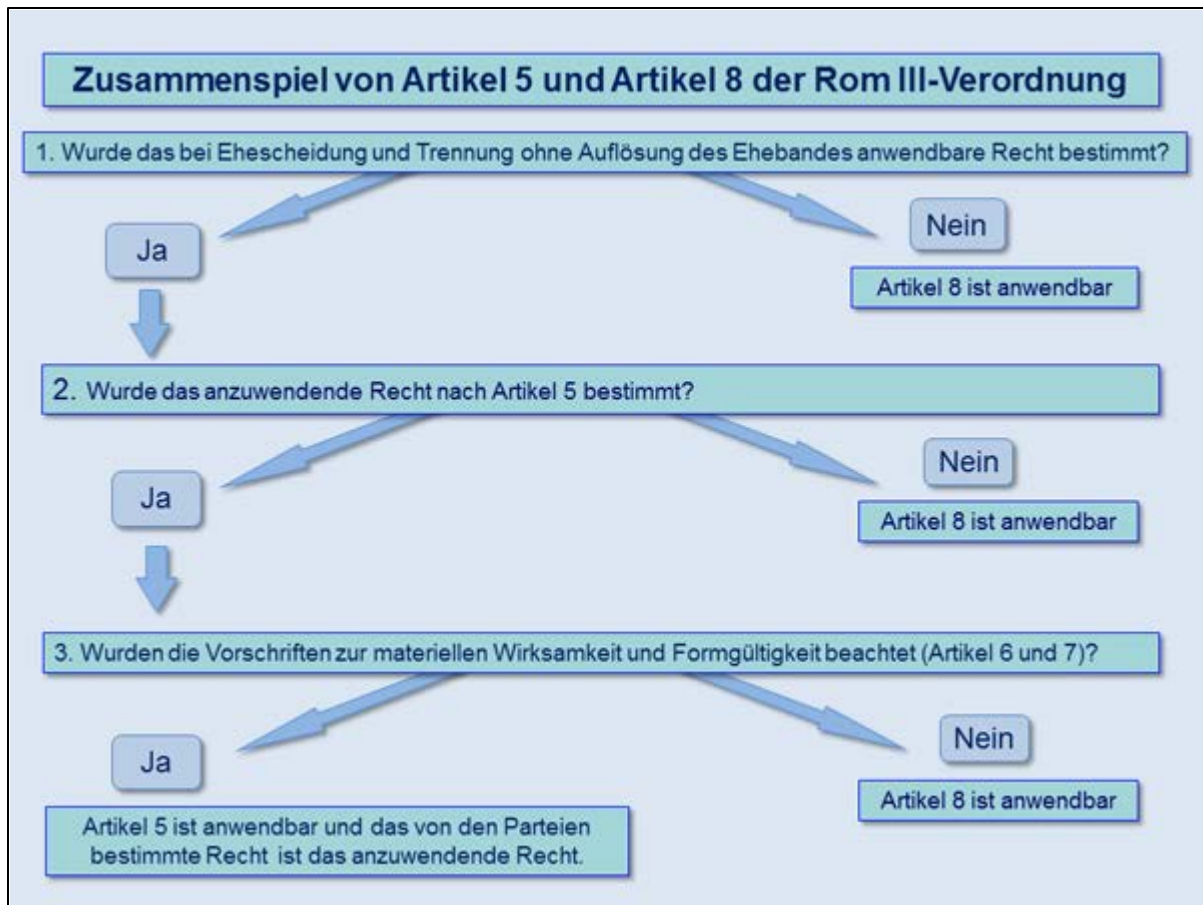 Zusammenspiel von Artikel 5 und Artikel 8 der Rom III-Verordnung
1. Wurde das bei Ehescheidung und Trennung ohne Auflösung des Ehebandes anwendbare Recht bestimmt?
Ja
Nein
Artikel 8 ist anwendbar
2. Wurde das anzuwendende Recht nach Artikel 5 bestimmt?
Ja
Nein
Artikel 8 ist anwendbar
3. Wurden die Vorschriften zur materiellen Wirksamkeit und Formgültigkeit beachtet (Artikel 6 und 7)?
Ja
Nein
Artikel 8 ist anwendbar
Artikel 5 ist anwendbar und das von den Parteien
bestimmte Recht ist das anzuwendende Recht.